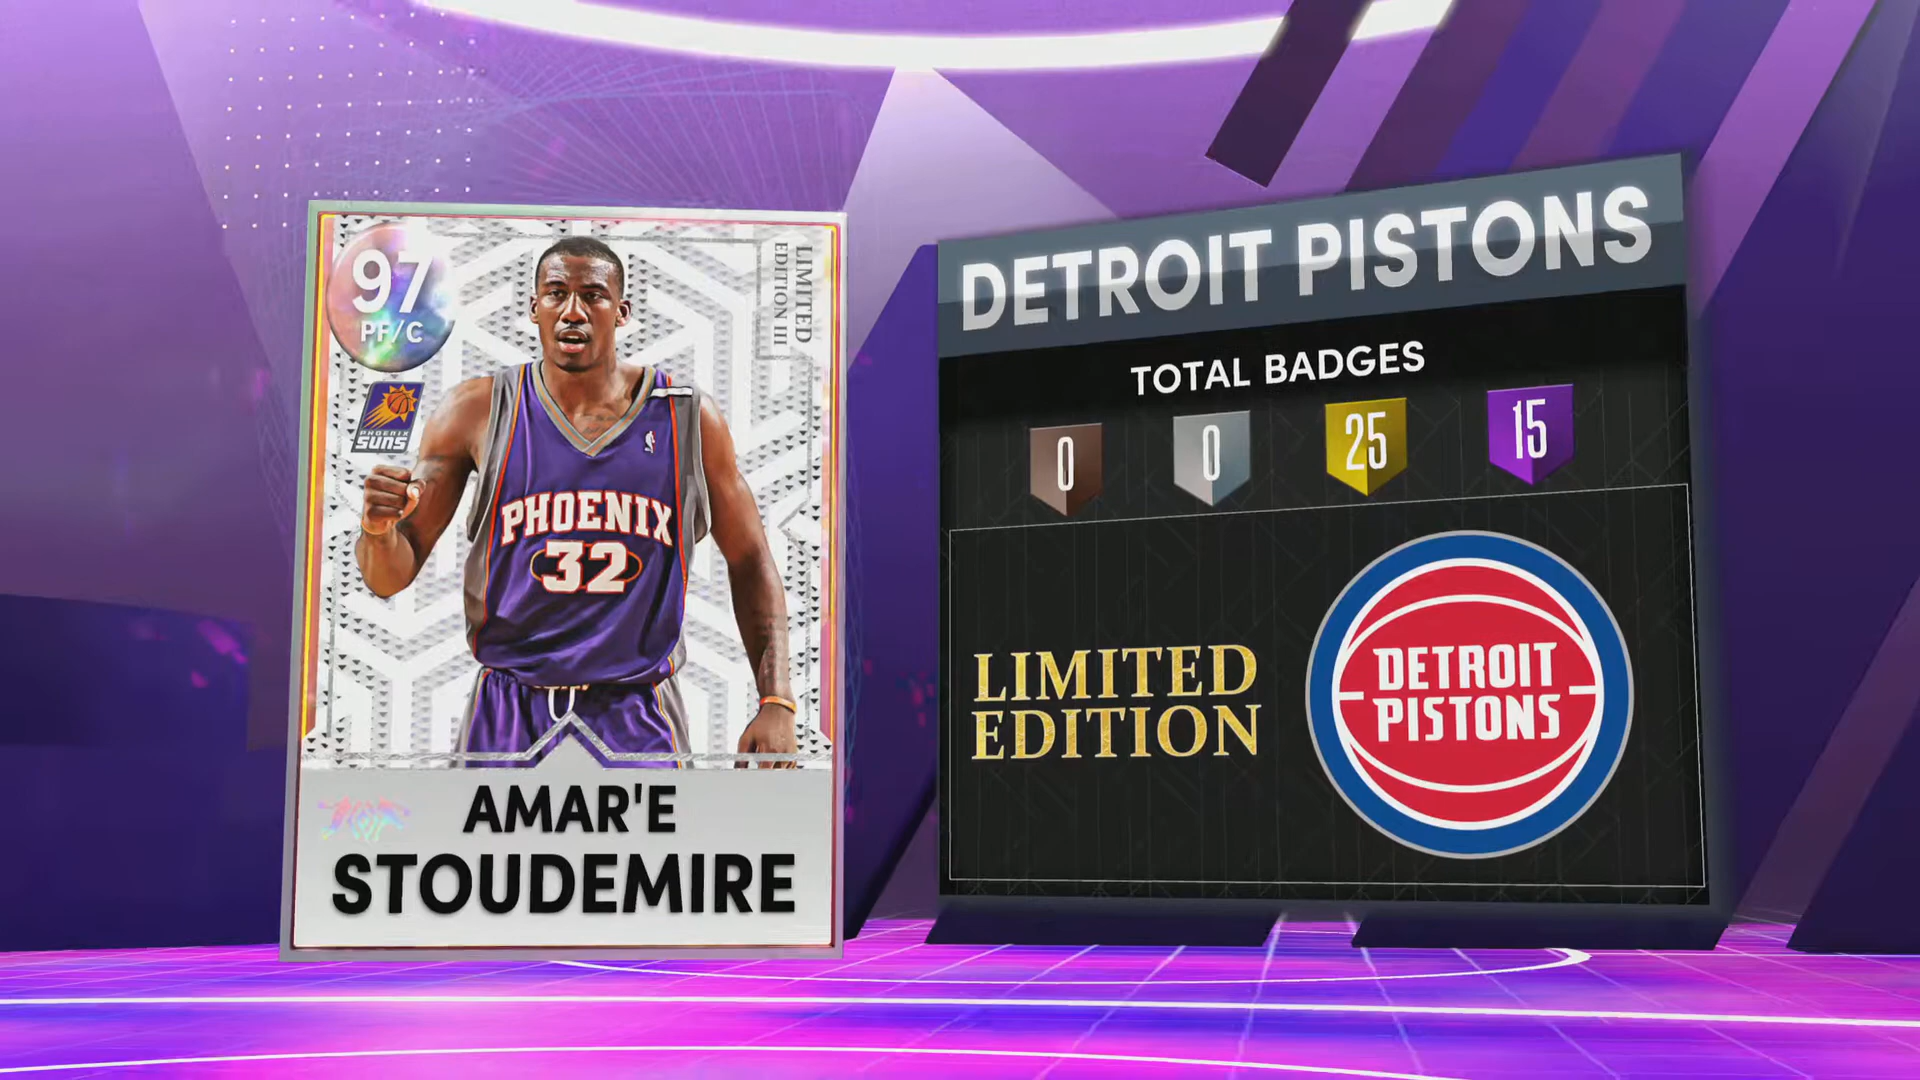 97
PF/C
LIMITED
EDITION III
PHOENIX
SUNS
PHOENIX
32
AMAR'E
STOUDEMIRE
DETROIT PISTONS
TOTAL BADGES
0 0 25 15
LIMITED
EDITION
DETROIT
PISTONS